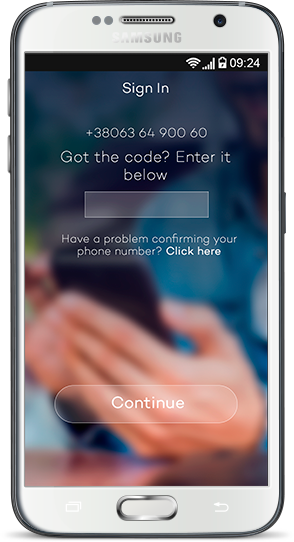 SAMSUNG
09:24
Sign In
+38063 64 900 60
Got the code? Enter it
below
Have a problem confirming your
phone number? Click here
Continue